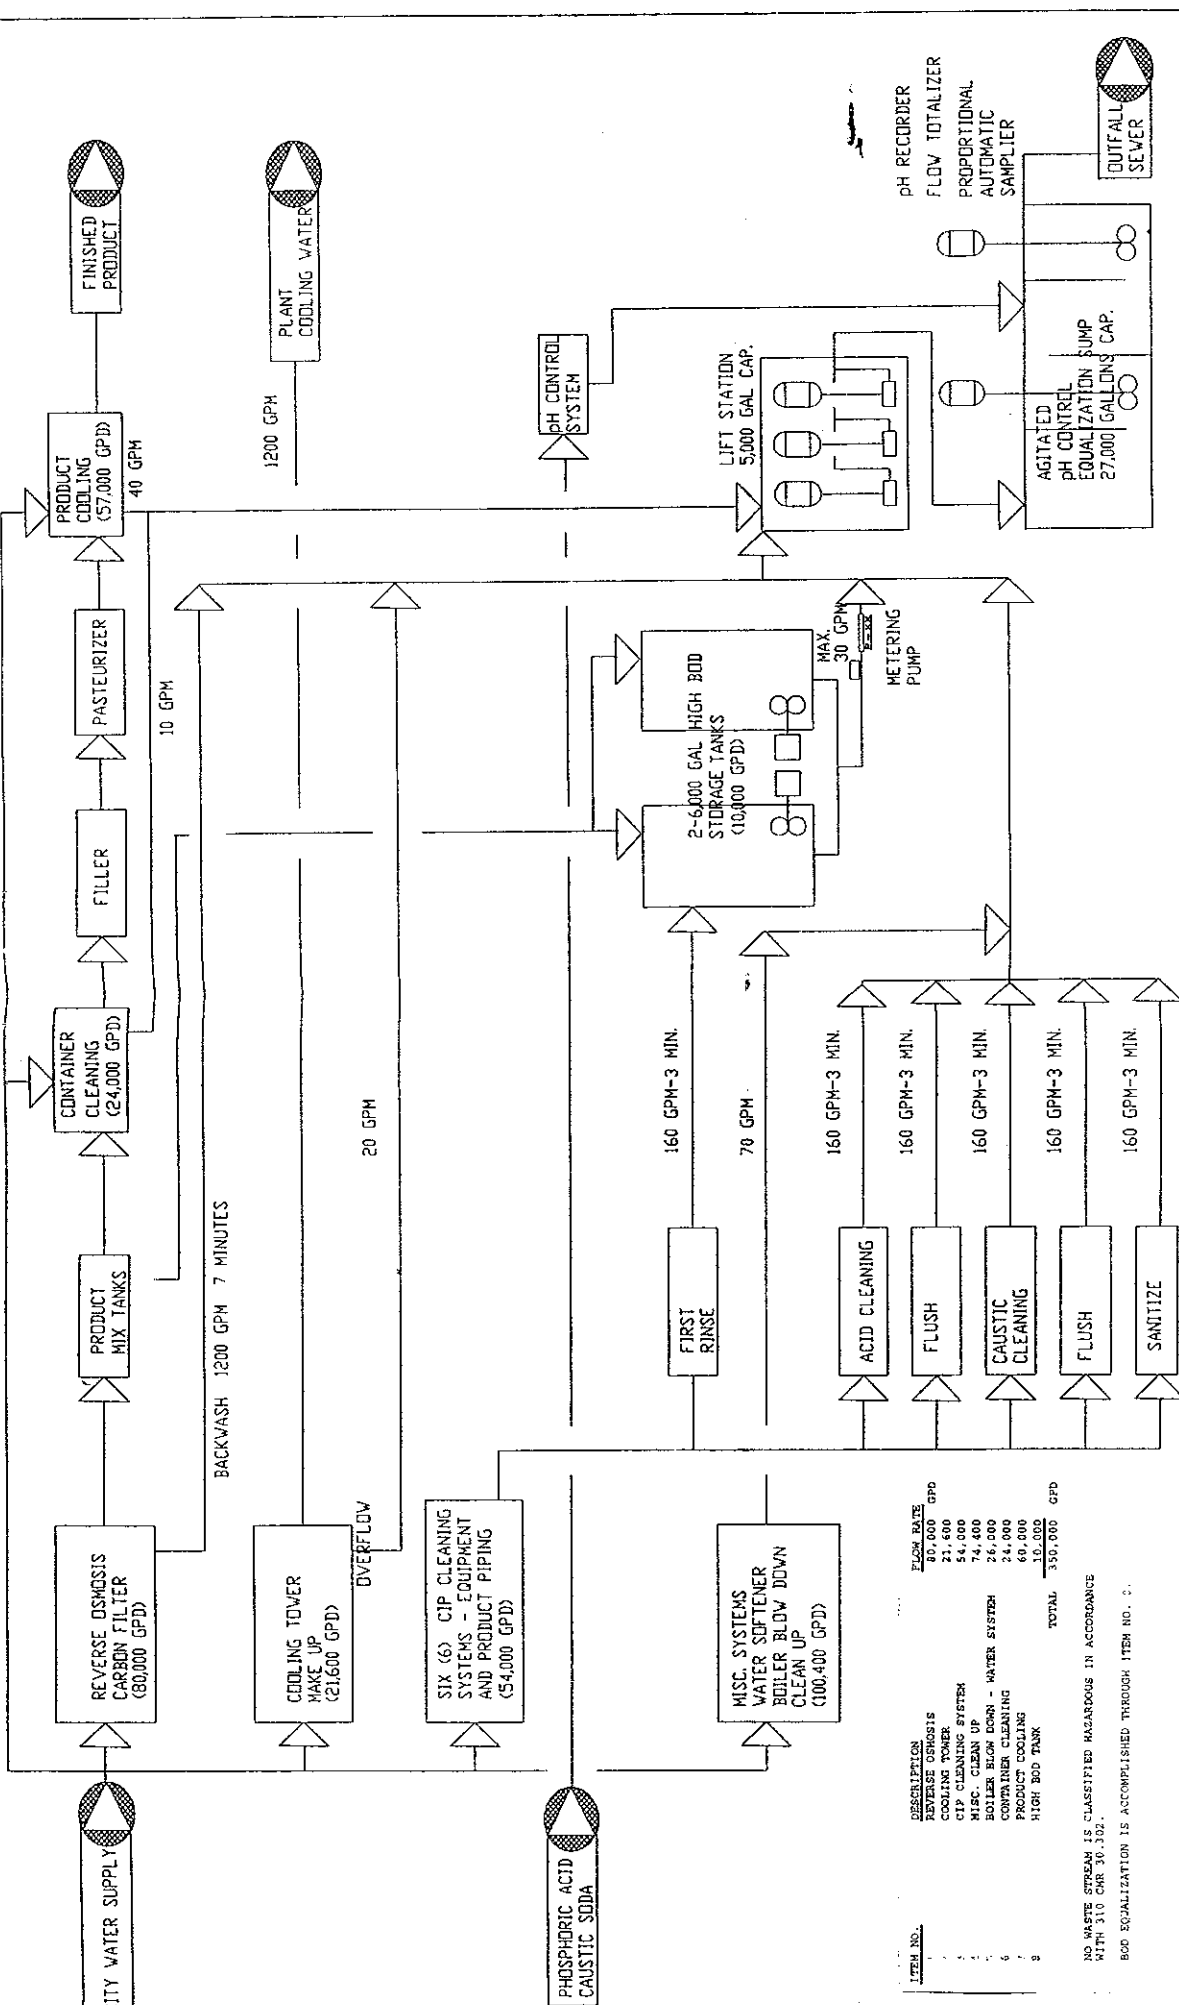 ITY WATER SUPPLY
REVERSE OSMOSIS
CARBON FILTER
(80,000 GPD)
PRODUCT
MIX TANKS
CONTAINER
CLEANING
(24,000 GPD)
FILLER
PASTEURIZER
PRODUCT
COOLING
(57,000 GPD)
FINISHED
PRODUCT
40 GPM
10 GPM
BACKWASH 1200 GPM 7 MINUTES
COOLING TOWER
MAKE UP
(21,600 GPD)
OVERFLOW
1200 GPM
PLANT
COOLING WATER
20 GPM
SIX (6) CIP CLEANING
SYSTEMS - EQUIPMENT
AND PRODUCT PIPING
(54,000 GPD)
PHOSPHORIC ACID
CAUSTIC SODA
pH CONTROL
SYSTEM
MISC. SYSTEMS
WATER SOFTENER
BOILER BLOW DOWN
CLEAN UP
(100,400 GPD)
FIRST
RINSE
160 GPM-3 MIN.
70 GPM
2-6,000 GAL HIGH BOD
STORAGE TANKS
(10,000 GPD)
MAX.
30 GPM
METERING
PUMP
LIFT STATION
5,000 GAL CAP.
ACID CLEANING
160 GPM-3 MIN.
FLUSH
160 GPM-3 MIN.
CAUSTIC
CLEANING
160 GPM-3 MIN.
FLUSH
160 GPM-3 MIN.
SANITIZE
160 GPM-3 MIN.
pH RECORDER
FLOW TOTALIZER
PROPORTIONAL
AUTOMATIC
SAMPLIER
AGITATED
pH CONTROL
EQUALIZATION SUMP
27,000 GALLONS CAP.
OUTFALL
SEWER
ITEM NO. DESCRIPTION FLOW RATE
REVERSE OSMOSIS 80,000 GPD
COOLING TOWER 21,600
CIP CLEANING SYSTEM 54,000
MISC. CLEAN UP 74,400
BOILER BLOW DOWN - WATER SYSTEM 26,000
6 CONTAINER CLEANING 24,000
PRODUCT COOLING 60,000
8 HIGH BOD TANK 10,000
TOTAL 350,000 GPD
NO WASTE STREAM IS CLASSIFIED HAZARDOUS IN ACCORDANCE
WITH 310 CMR 30.302.
BOD EQUALIZATION IS ACCOMPLISHED THROUGH ITEM NO.